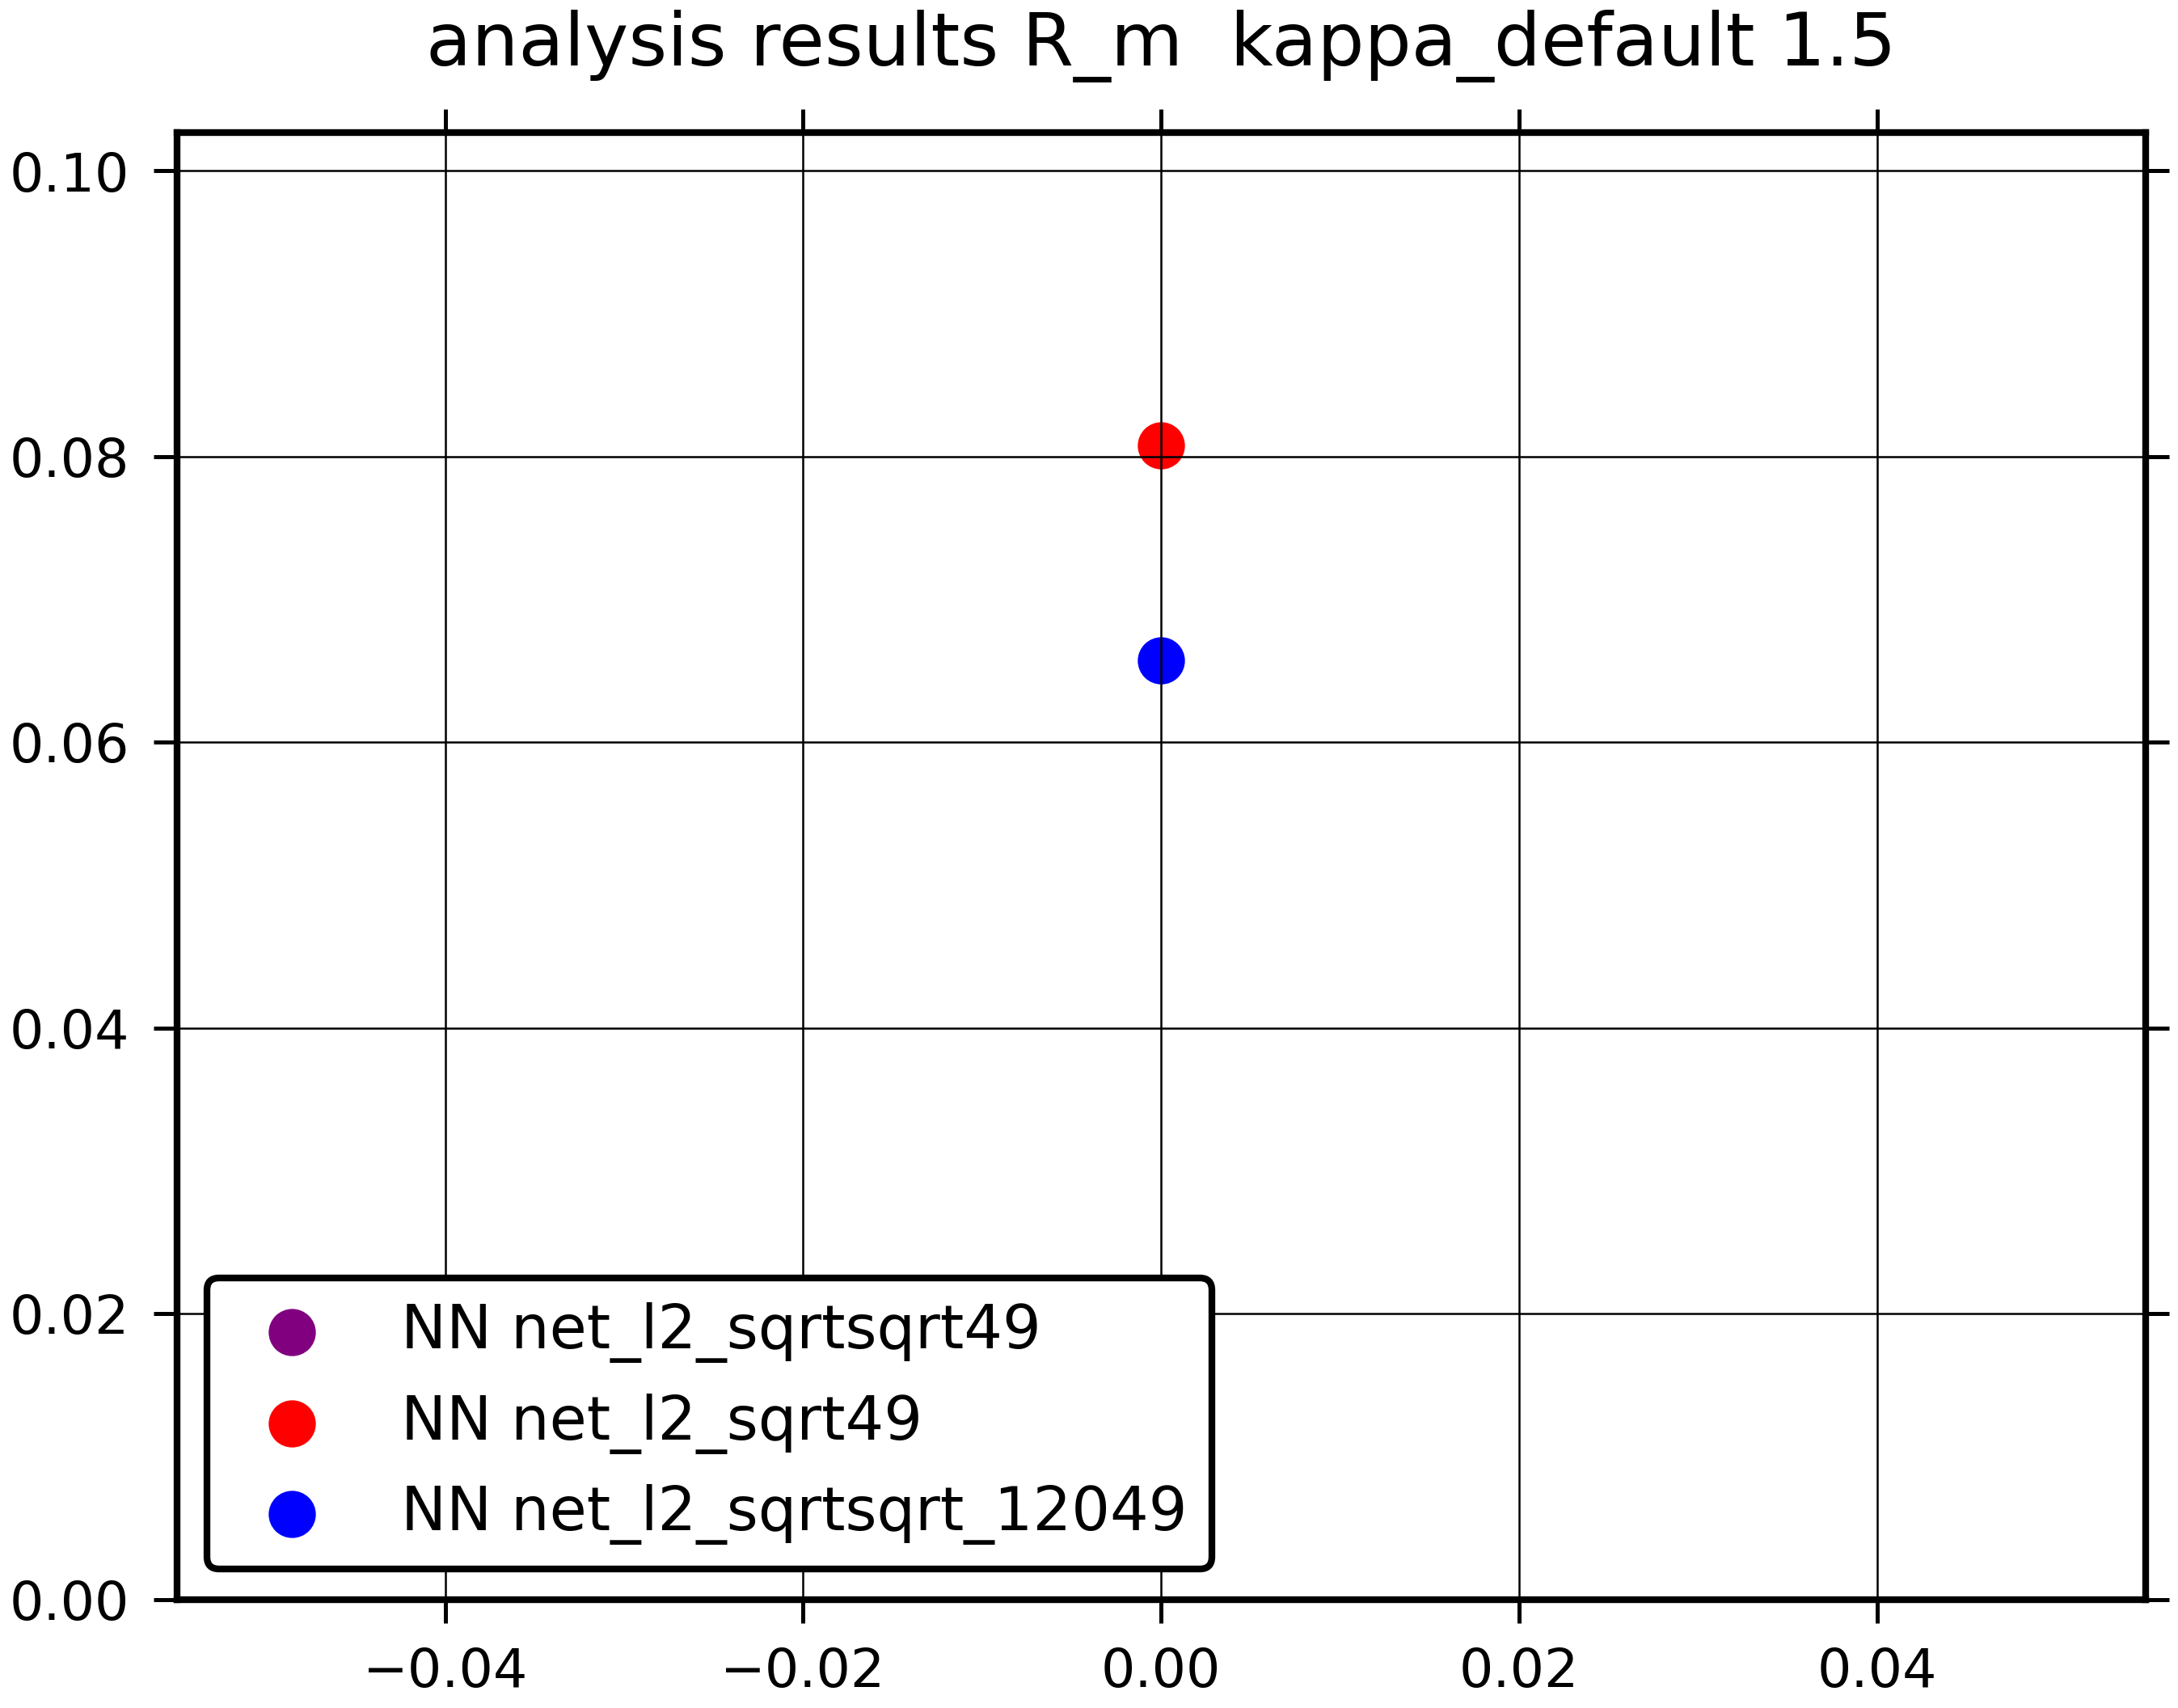 analysis results R_m  kappa_default 1.5
0.10
0.08
0.06
0.04
0.02
0.00
NN net_l2_sqrtsqrt49
NN net_l2_sqrt49
NN net_l2_sqrtsqrt_12049
−0.04 −0.02 0.00 0.02 0.04